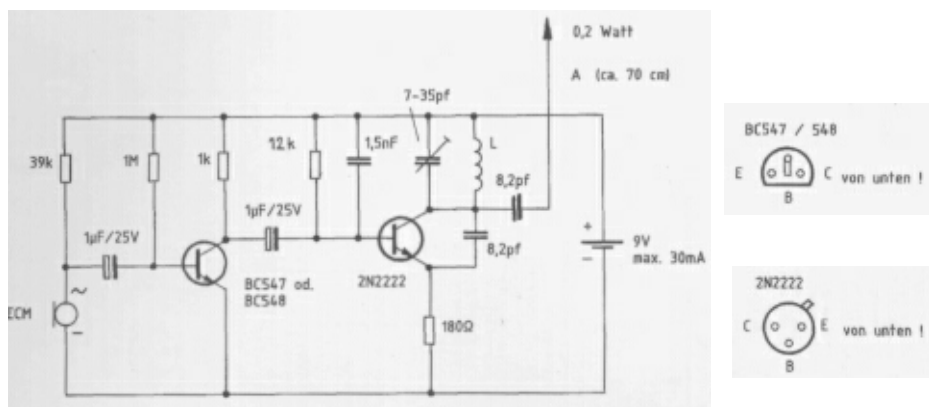 0,2 Watt
A (ca. 70 cm)
7-35pf
39k
1M
1k
12k
1,5nF
L
8,2pf
1µF/25V
1µF/25V
8,2pf
+
9V
-
max. 30mA
2N2222
BC547 od.
BC548
~
ECM
-
180Ω
BC547 / 548
E
C von unten !
B
2N2222
C
E von unten !
B